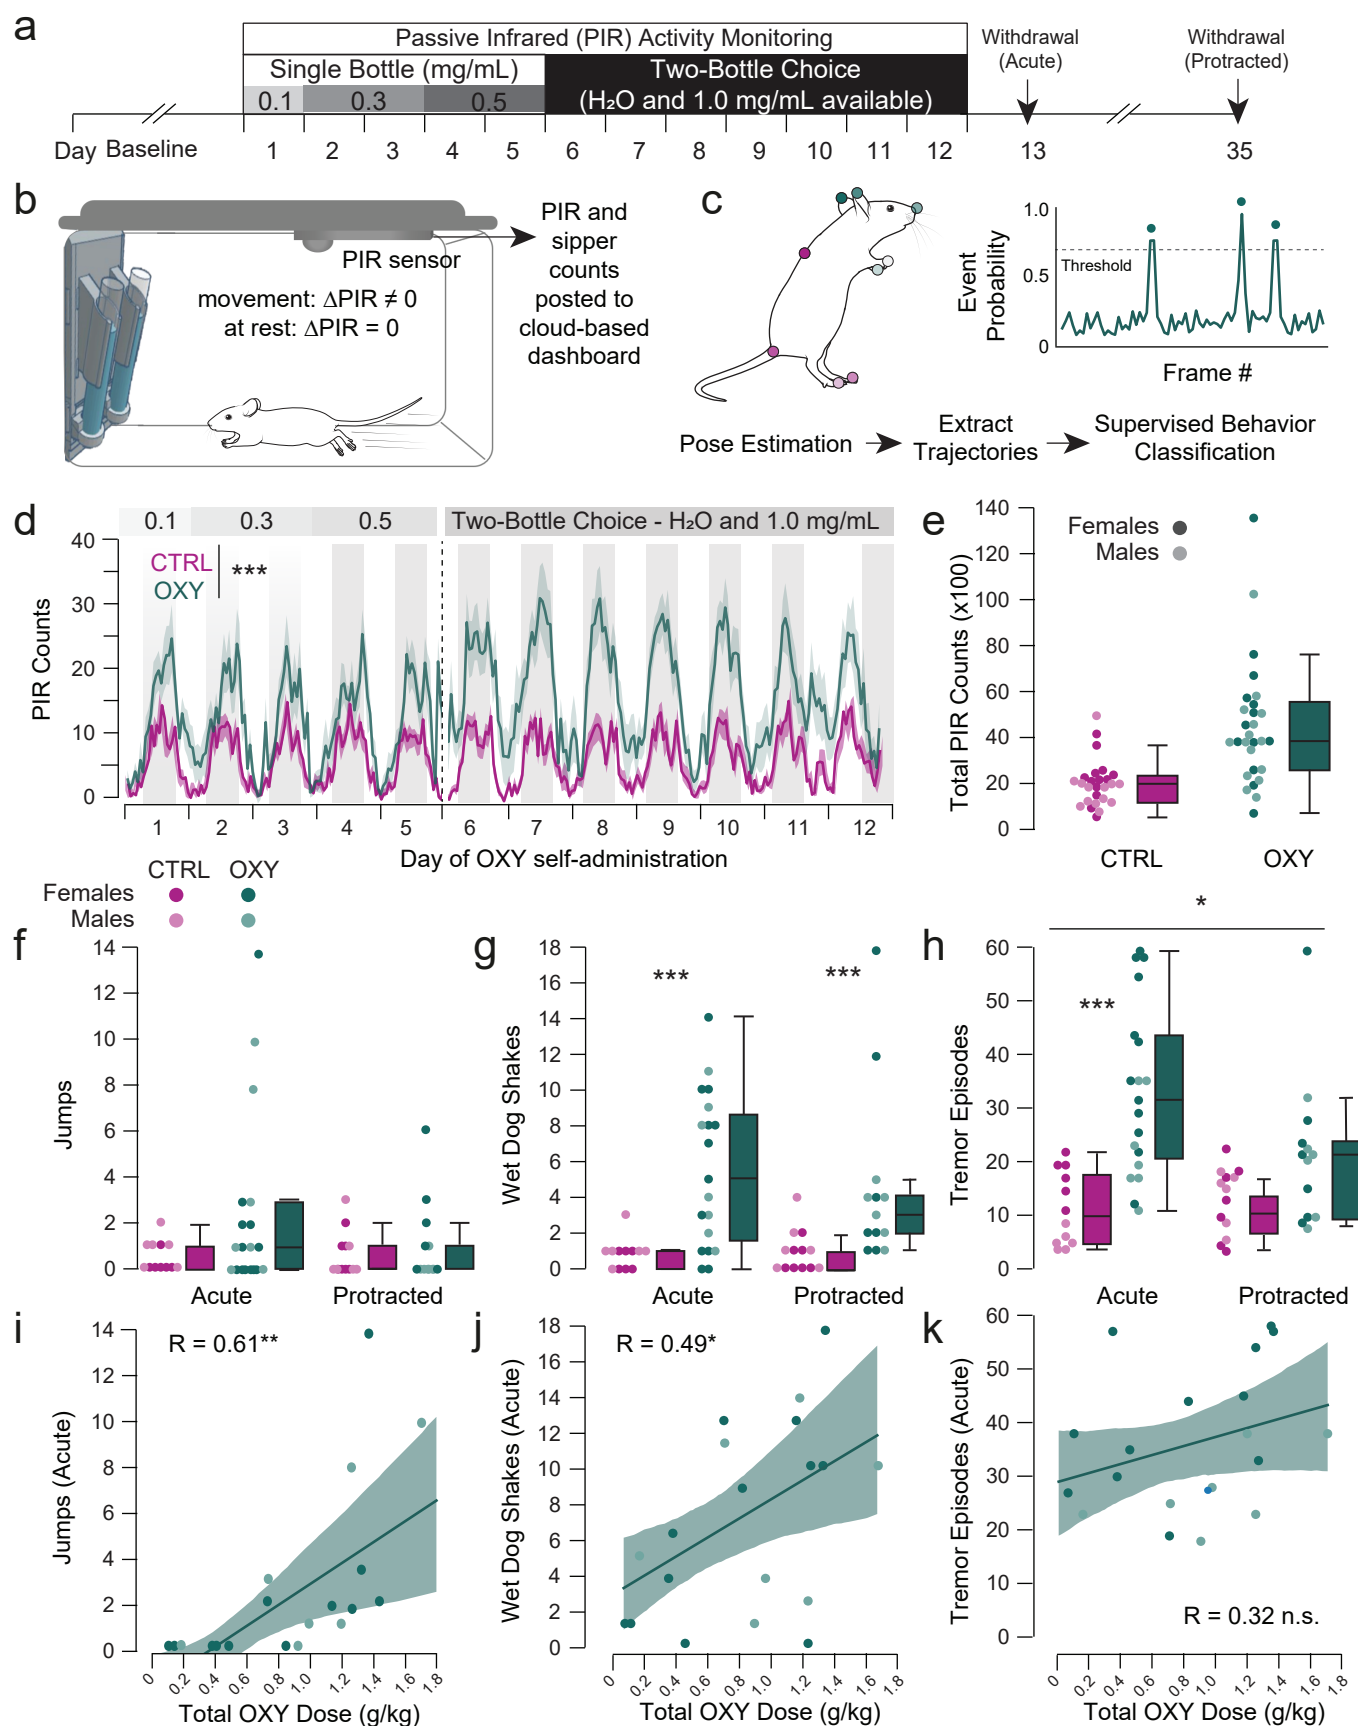 a
Passive Infrared (PIR) Activity Monitoring
Single Bottle (mg/mL)
0.1 0.3 0.5
Two-Bottle Choice
(H₂O and 1.0 mg/mL available)
Withdrawal
(Acute)
Withdrawal
(Protracted)
Day Baseline 1 2 3 4 5 6 7 8 9 10 11 12 13 35
b
PIR sensor
movement: ΔPIR ≠ 0
at rest: ΔPIR = 0
PIR and
sipper
counts
posted to
cloud-based
dashboard
c
Event
Probability
1.0
0.5
0
Threshold
Frame #
Pose Estimation
Extract
Trajectories
Supervised Behavior
Classification
d
0.1 0.3 0.5 Two-Bottle Choice - H₂O and 1.0 mg/mL
PIR Counts
40
30
20
10
0
CTRL
OXY
***
1 2 3 4 5 6 7 8 9 10 11 12
Day of OXY self-administration
e
Total PIR Counts (x100)
140
120
100
80
60
40
20
0
Females
Males
CTRL OXY
CTRL OXY
Females
Males
f
Jumps
14
12
10
8
6
4
2
0
Acute Protracted
g
Wet Dog Shakes
18
16
14
12
10
8
6
4
2
0
*** ***
Acute Protracted
h
Tremor Episodes
60
50
40
30
20
10
0
*
***
Acute Protracted
i
Jumps (Acute)
14
12
10
8
6
4
2
0
R = 0.61**
0 0.2 0.4 0.6 0.8 1.0 1.2 1.4 1.6 1.8
Total OXY Dose (g/kg)
j
Wet Dog Shakes (Acute)
18
16
14
12
10
8
6
4
2
0
R = 0.49*
0 0.2 0.4 0.6 0.8 1.0 1.2 1.4 1.6 1.8
Total OXY Dose (g/kg)
k
Tremor Episodes (Acute)
60
50
40
30
20
10
0
R = 0.32 n.s.
0 0.2 0.4 0.6 0.8 1.0 1.2 1.4 1.6 1.8
Total OXY Dose (g/kg)